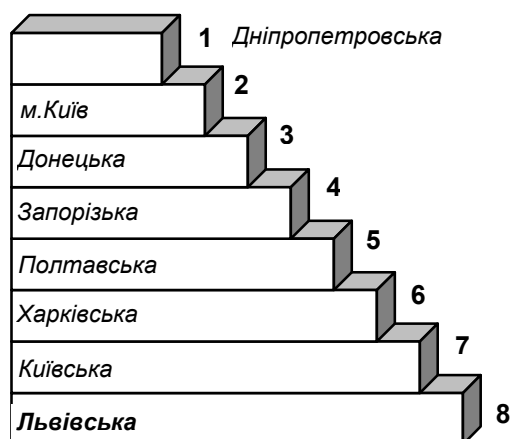 1 Дніпропетровська
2
м.Київ
3
Донецька
4
Запорізька
5
Полтавська
6
Харківська
7
Київська
8
Львівська